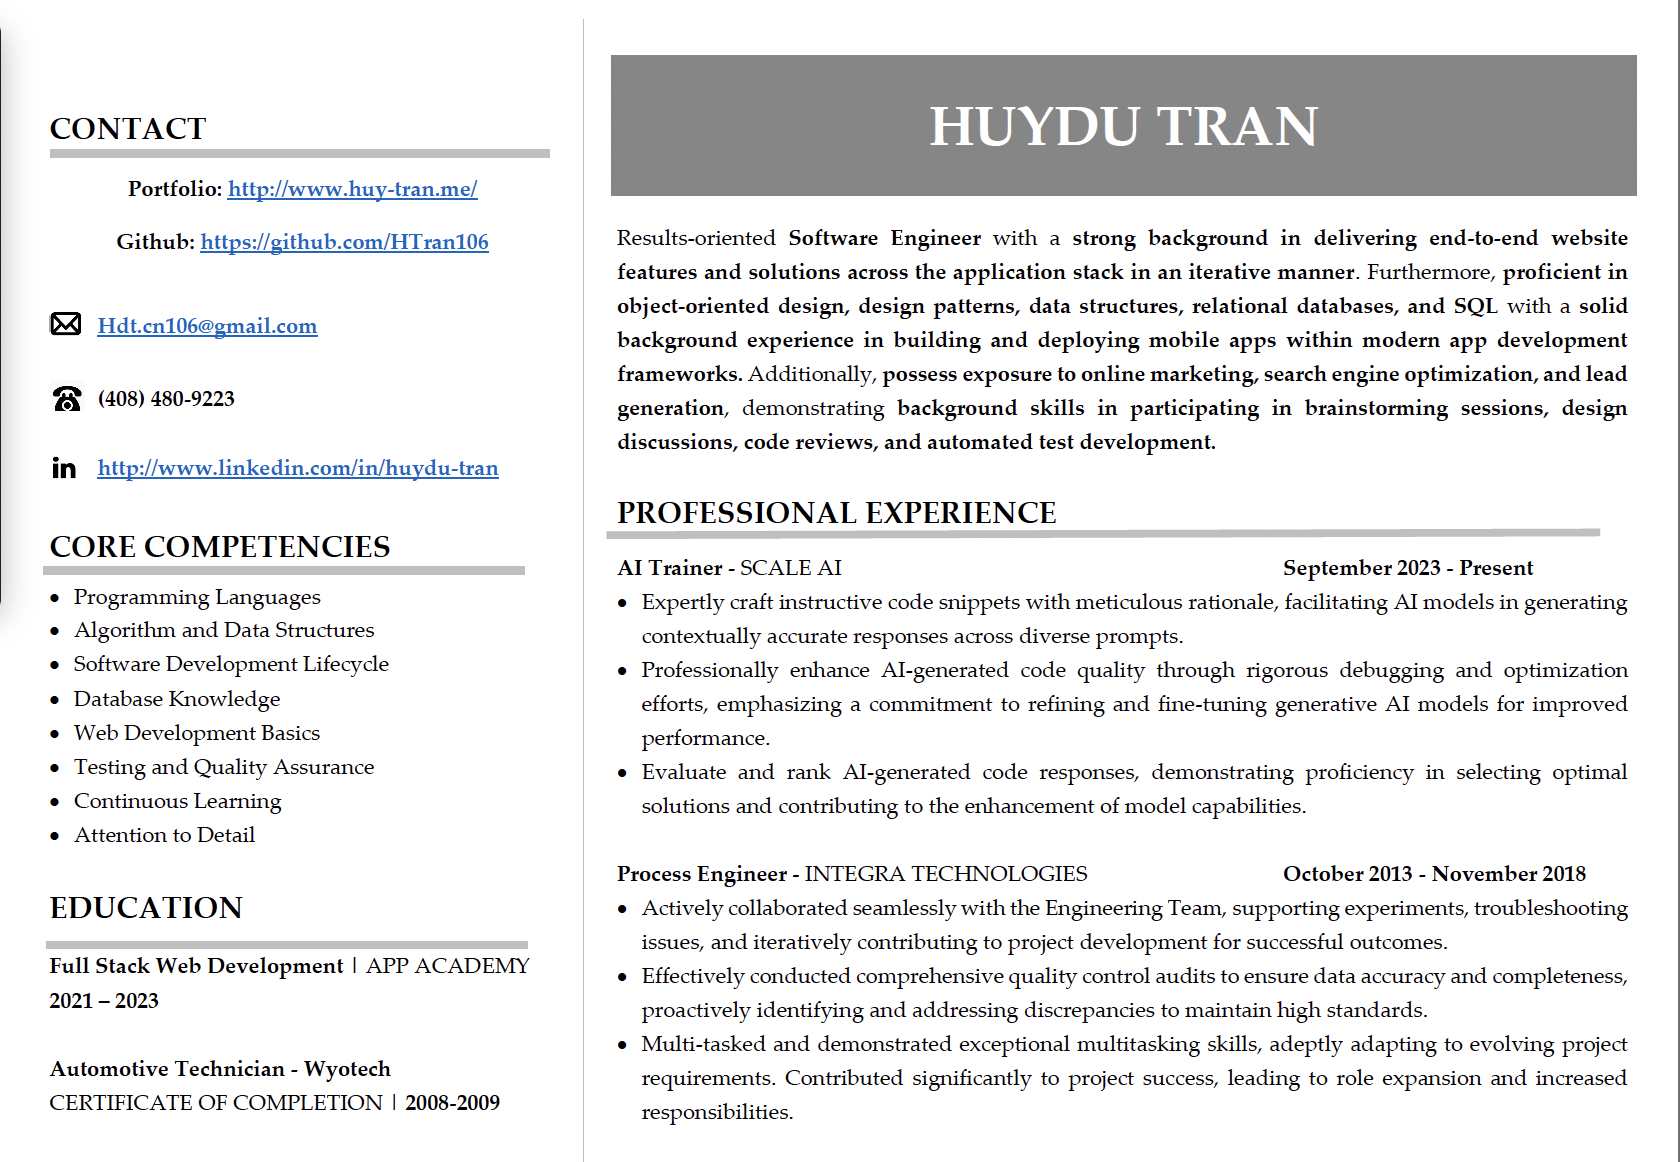 CONTACT
Portfolio: http://www.huy-tran.me/
Github: https://github.com/HTran106
Hdt.cn106@gmail.com
(408) 480-9223
in http://www.linkedin.com/in/huydu-tran
CORE COMPETENCIES
• Programming Languages
• Algorithm and Data Structures
• Software Development Lifecycle
• Database Knowledge
• Web Development Basics
• Testing and Quality Assurance
• Continuous Learning
• Attention to Detail
EDUCATION
Full Stack Web Development | APP ACADEMY
2021 – 2023
Automotive Technician - Wyotech
CERTIFICATE OF COMPLETION | 2008-2009
HUYDU TRAN
Results-oriented Software Engineer with a strong background in delivering end-to-end website
features and solutions across the application stack in an iterative manner. Furthermore, proficient in
object-oriented design, design patterns, data structures, relational databases, and SQL with a solid
background experience in building and deploying mobile apps within modern app development
frameworks. Additionally, possess exposure to online marketing, search engine optimization, and lead
generation, demonstrating background skills in participating in brainstorming sessions, design
discussions, code reviews, and automated test development.
PROFESSIONAL EXPERIENCE
AI Trainer - SCALE AI September 2023 - Present
• Expertly craft instructive code snippets with meticulous rationale, facilitating AI models in generating
contextually accurate responses across diverse prompts.
• Professionally enhance AI-generated code quality through rigorous debugging and optimization
efforts, emphasizing a commitment to refining and fine-tuning generative AI models for improved
performance.
• Evaluate and rank AI-generated code responses, demonstrating proficiency in selecting optimal
solutions and contributing to the enhancement of model capabilities.
Process Engineer - INTEGRA TECHNOLOGIES October 2013 - November 2018
• Actively collaborated seamlessly with the Engineering Team, supporting experiments, troubleshooting
issues, and iteratively contributing to project development for successful outcomes.
• Effectively conducted comprehensive quality control audits to ensure data accuracy and completeness,
proactively identifying and addressing discrepancies to maintain high standards.
• Multi-tasked and demonstrated exceptional multitasking skills, adeptly adapting to evolving project
requirements. Contributed significantly to project success, leading to role expansion and increased
responsibilities.